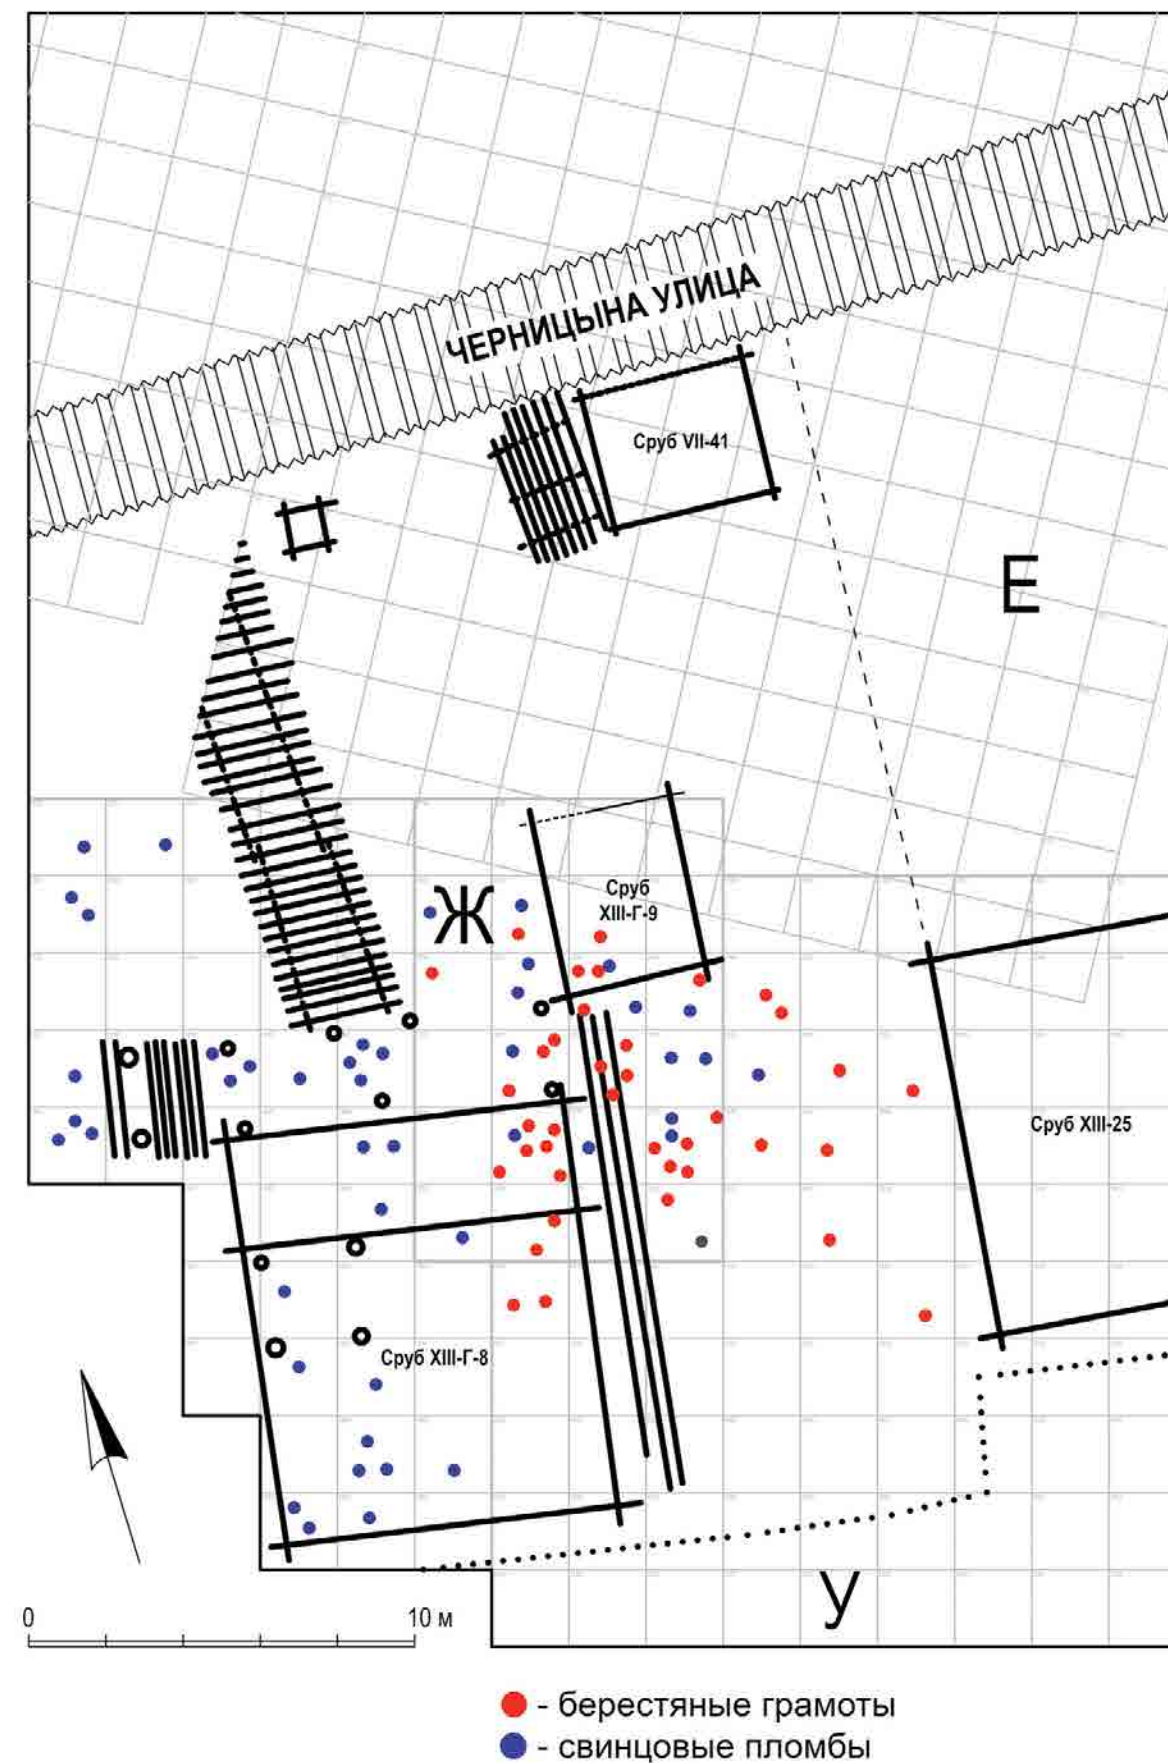 ЧЕРНИЦЫНА УЛИЦА
Сруб VII-41
Е
Сруб
XIII-Г-9
Ж
Сруб XIII-25
Сруб XIII-Г-8
У
0 10 м
- берестяные грамоты
- свинцовые пломбы